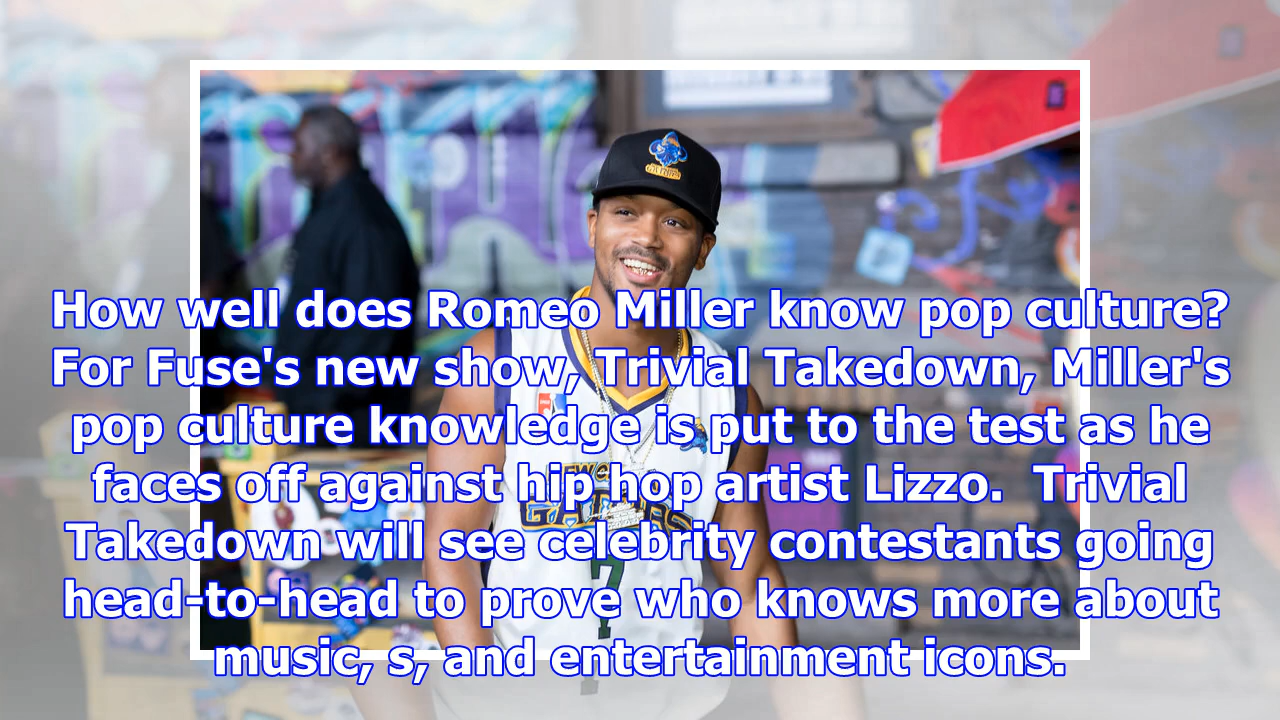 How well does Romeo Miller know pop culture?
For Fuse's new show, Trivial Takedown, Miller's
pop culture knowledge is put to the test as he
faces off against hip hop artist Lizzo.  Trivial
Takedown will see celebrity contestants going
head-to-head to prove who knows more about
music, s, and entertainment icons.
7